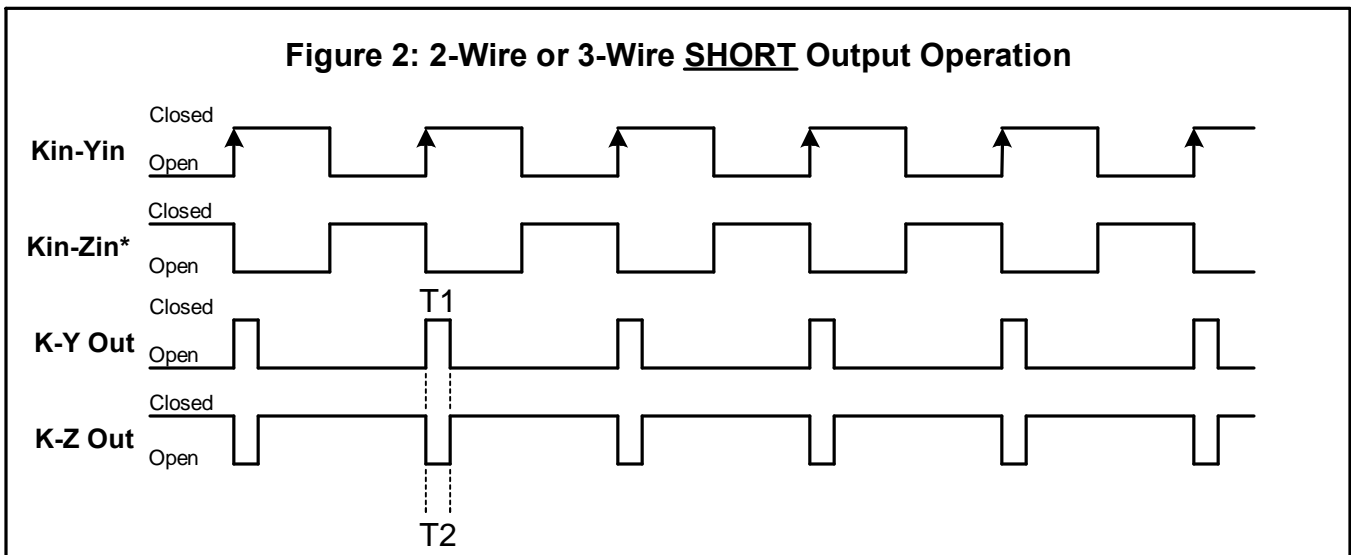 Figure 2: 2-Wire or 3-Wire SHORT Output Operation
Closed
Kin-Yin
Open
Closed
Kin-Zin*
Open
T1
Closed
K-Y Out
Open
Closed
K-Z Out
Open
T2